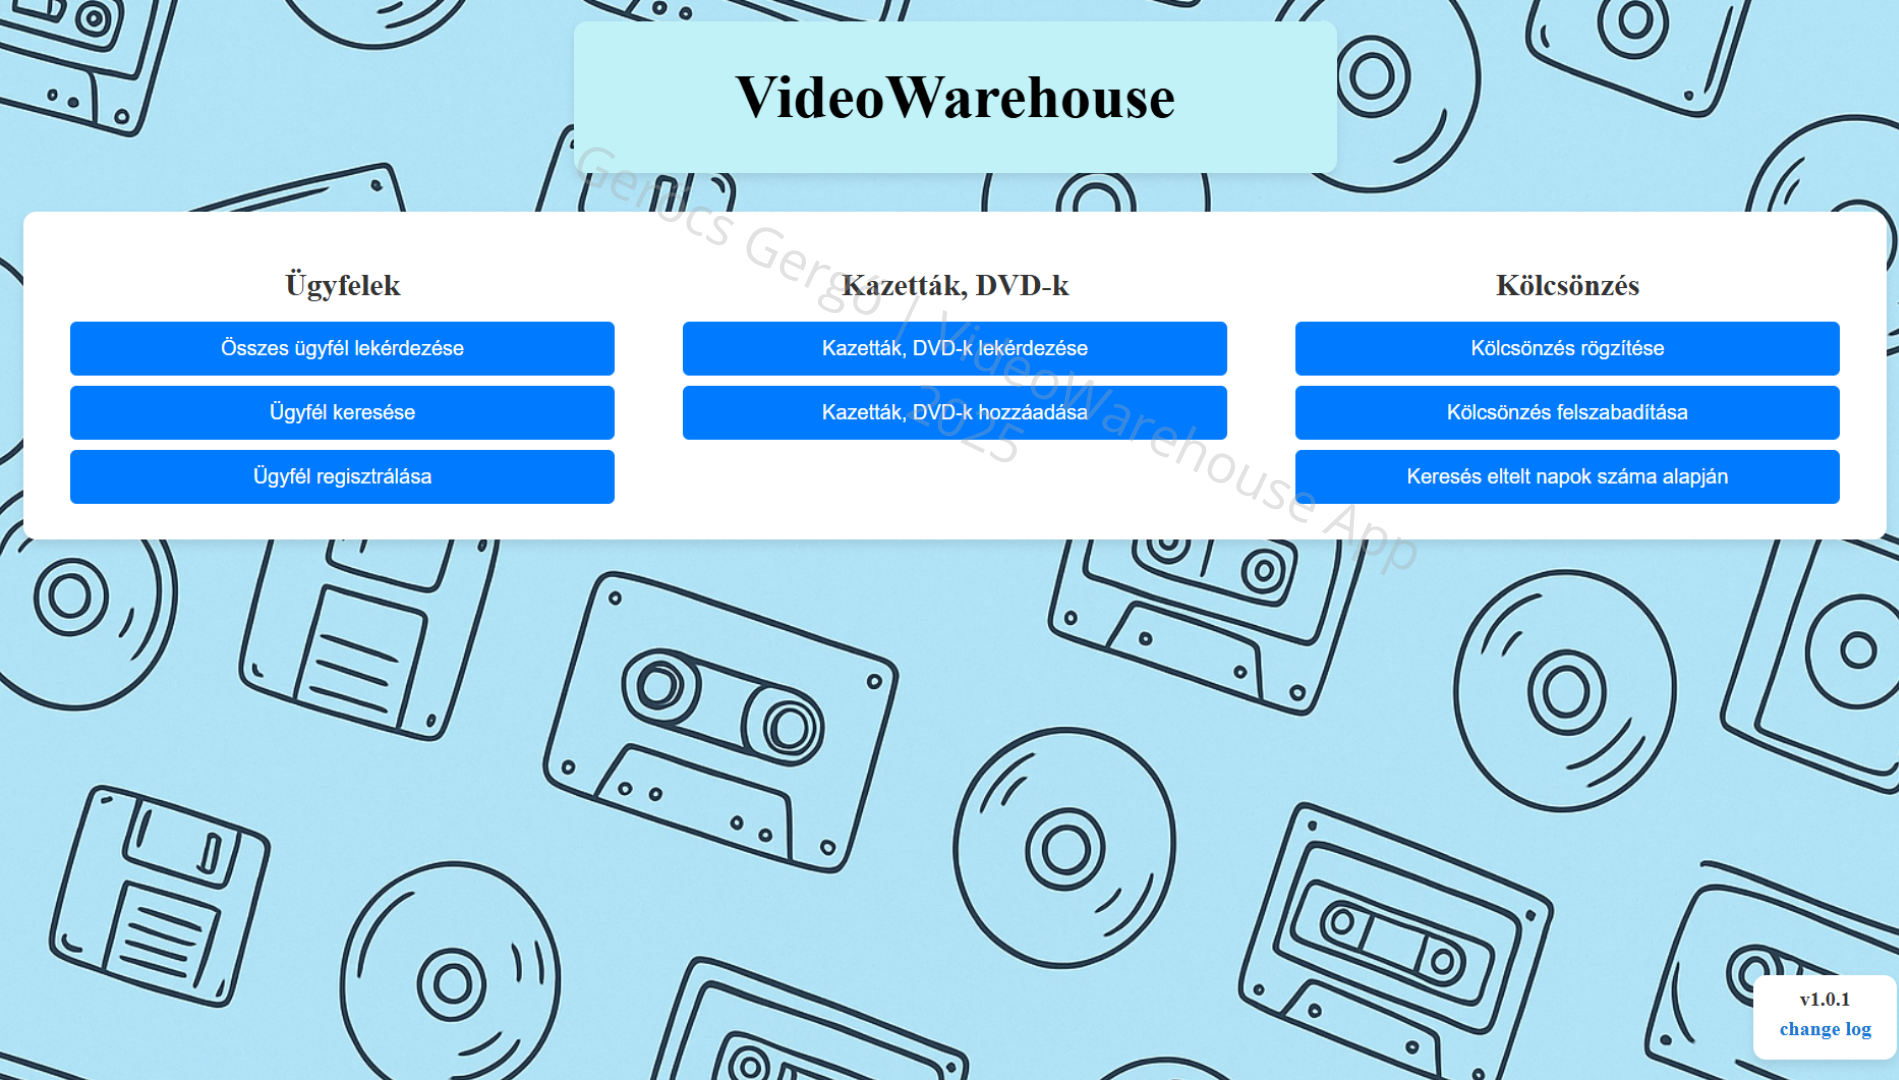 VideoWarehouse
Ügyfelek
Összes ügyfél lekérdezése
Ügyfél keresése
Ügyfél regisztrálása
Kazetták, DVD-k
Kazetták, DVD-k lekérdezése
Kazetták, DVD-k hozzáadása
Kölcsönzés
Kölcsönzés rögzítése
Kölcsönzés felszabadítása
Keresés eltelt napok száma alapján
Gerőcs Gergő | VideoWarehouse App
2025
v1.0.1
change log